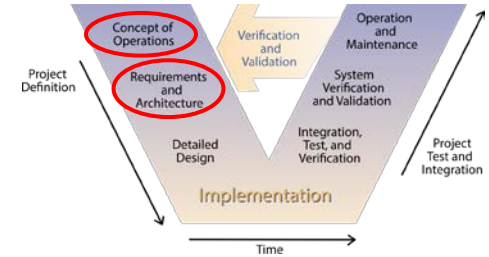 Concept of
Operations
Verification
and
Validation
Operation
and
Maintenance
Project
Definition
Requirements
and
Architecture
System
Verification
and Validation
Detailed
Design
Integration,
Test, and
Verification
Project
Test and
Integration
Implementation
Time